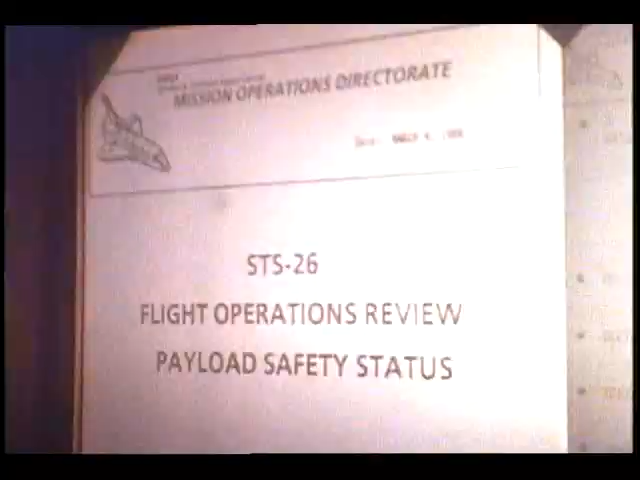 MISSION OPERATIONS DIRECTORATE
STS-26
FLIGHT OPERATIONS REVIEW
PAYLOAD SAFETY STATUS